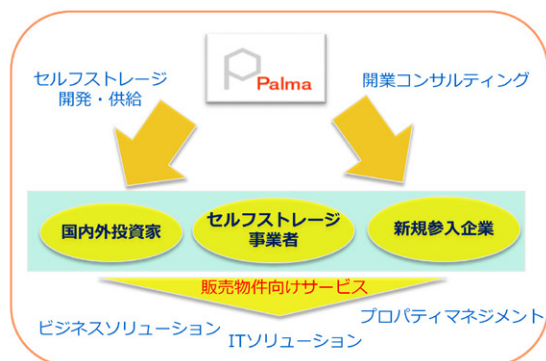 Palma
セルフストレージ
開発・供給
開業コンサルティング
国内外投資家
セルフストレージ
事業者
新規参入企業
販売物件向けサービス
ビジネスソリューション
ITソリューション
プロパティマネジメント